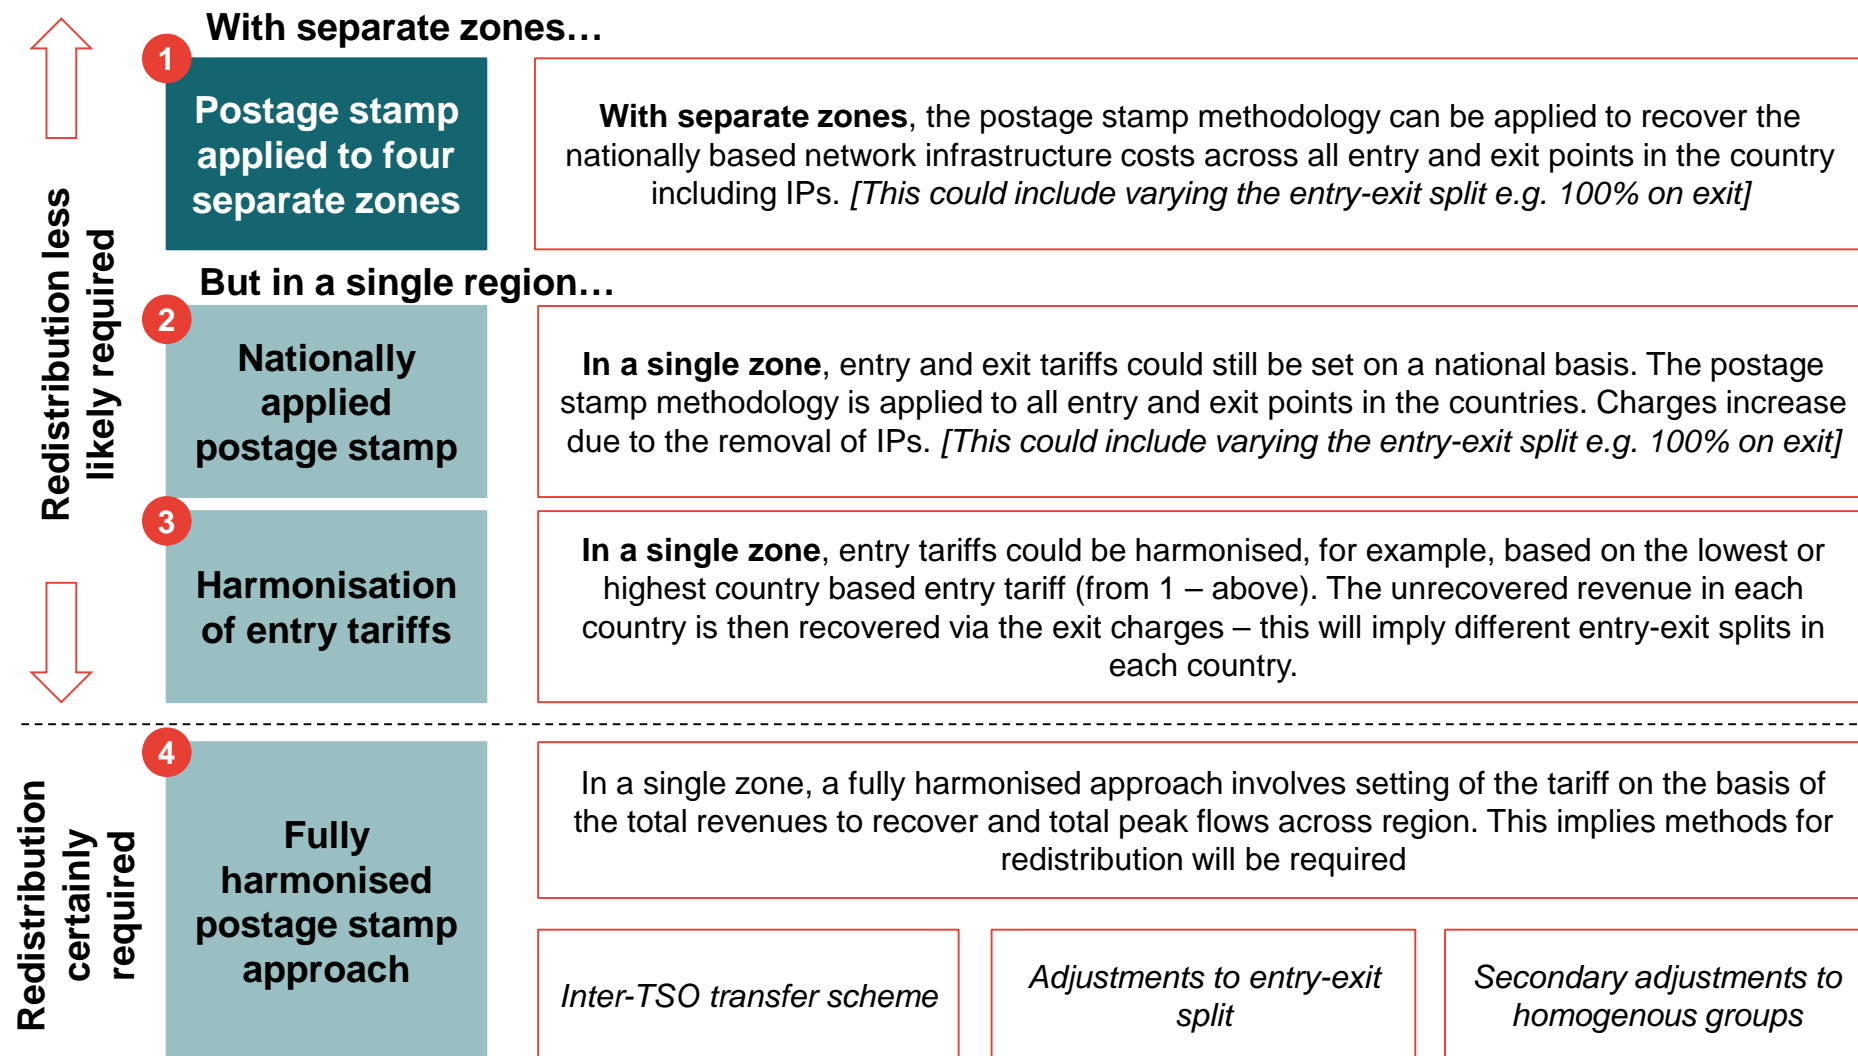 With separate zones…
1
Postage stamp
applied to four
separate zones
With separate zones, the postage stamp methodology can be applied to recover the
nationally based network infrastructure costs across all entry and exit points in the country
including IPs. [This could include varying the entry-exit split e.g. 100% on exit]
Redistribution less
likely required
But in a single region…
2
Nationally
applied
postage stamp
In a single zone, entry and exit tariffs could still be set on a national basis. The postage
stamp methodology is applied to all entry and exit points in the countries. Charges increase
due to the removal of IPs. [This could include varying the entry-exit split e.g. 100% on exit]
3
Harmonisation
of entry tariffs
In a single zone, entry tariffs could be harmonised, for example, based on the lowest or
highest country based entry tariff (from 1 – above). The unrecovered revenue in each
country is then recovered via the exit charges – this will imply different entry-exit splits in
each country.
Redistribution
certainly
required
4
Fully
harmonised
postage stamp
approach
In a single zone, a fully harmonised approach involves setting of the tariff on the basis of
the total revenues to recover and total peak flows across region. This implies methods for
redistribution will be required
Inter-TSO transfer scheme
Adjustments to entry-exit
split
Secondary adjustments to
homogenous groups